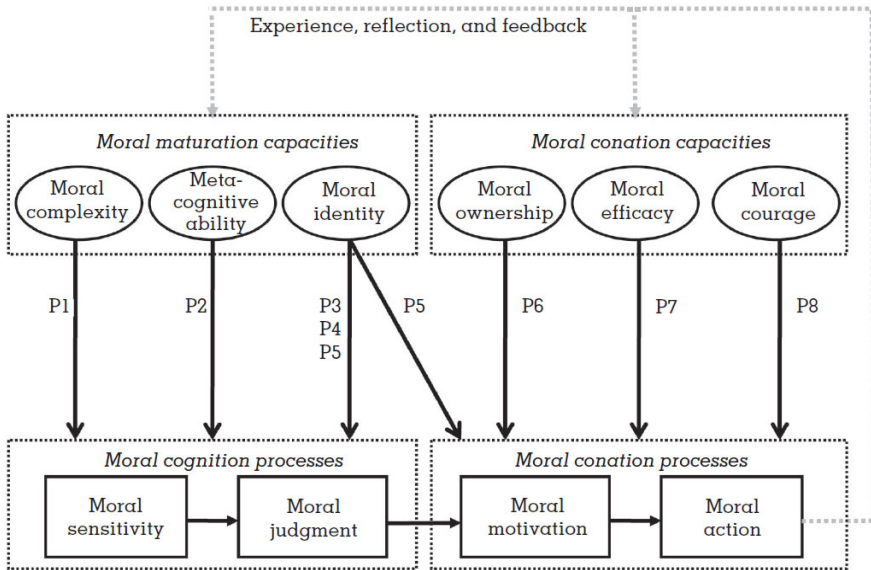 Experience, reflection, and feedback
Moral maturation capacities
Moral
complexity
Meta-
cognitive
ability
Moral
identity
Moral conation capacities
Moral
ownership
Moral
efficacy
Moral
courage
P1
P2
P3
P4
P5
P5
P6
P7
P8
Moral cognition processes
Moral
sensitivity
Moral
judgment
Moral conation processes
Moral
motivation
Moral
action